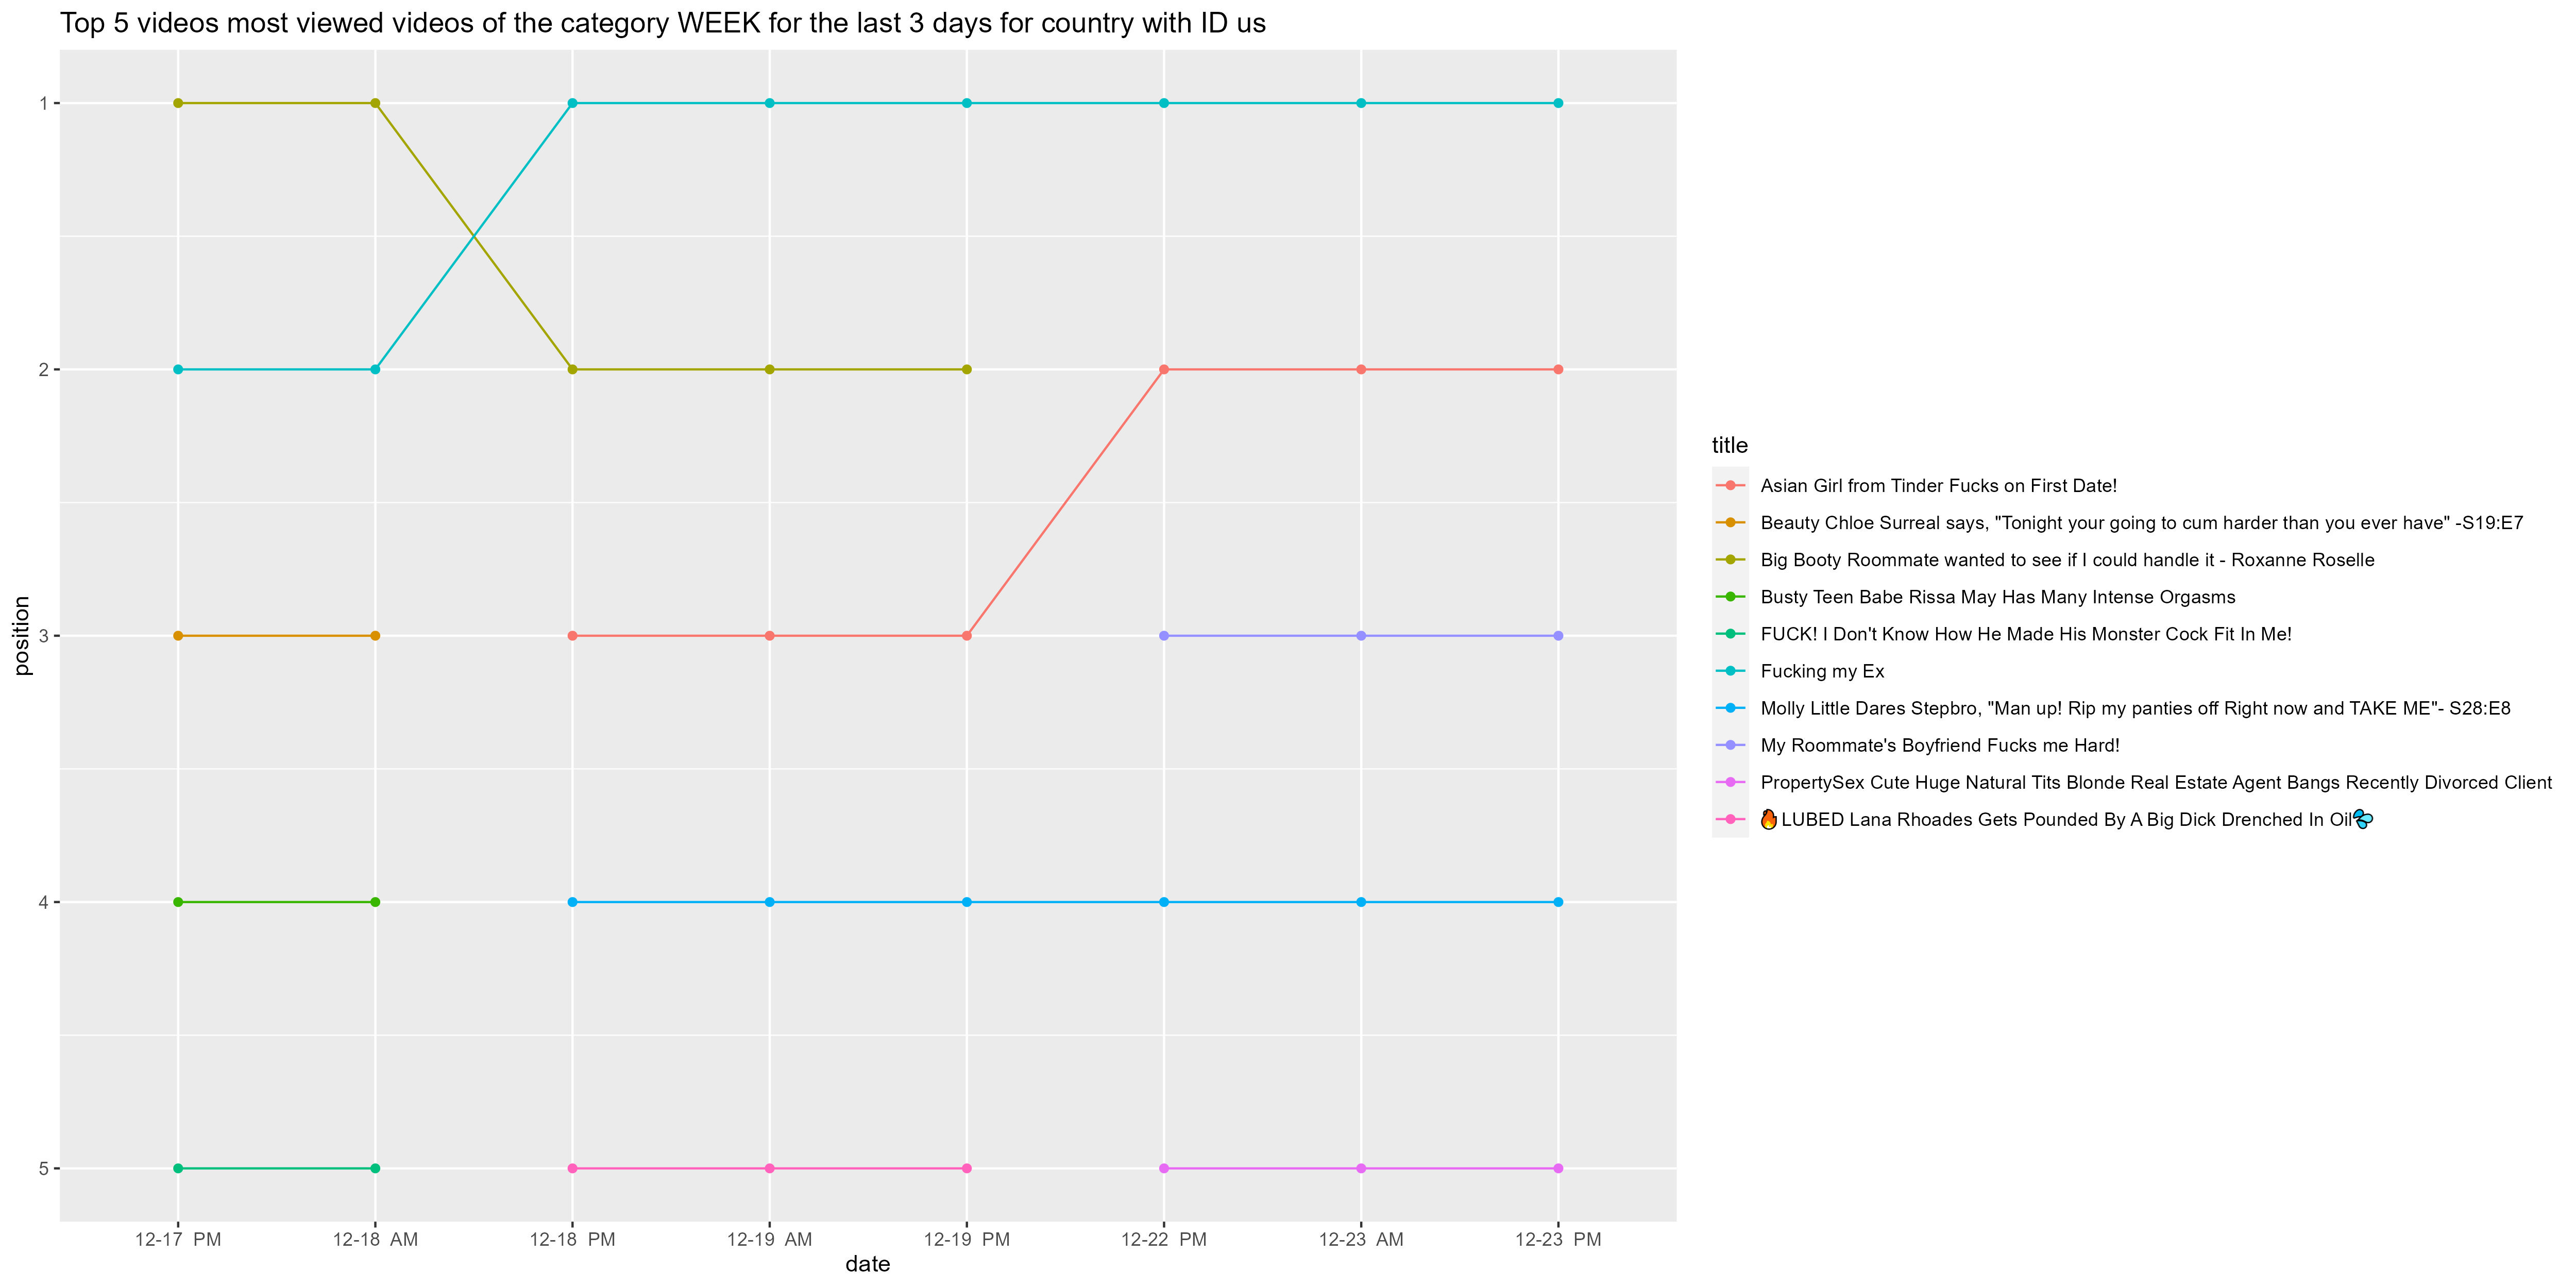 Top 5 videos most viewed videos of the category WEEK for the last 3 days for country with ID us
position
1
2
3
4
5
12-17 PM
12-18 AM
12-18 PM
12-19 AM
12-19 PM
12-22 PM
12-23 AM
12-23 PM
date
title
Asian Girl from Tinder Fucks on First Date!
Beauty Chloe Surreal says, "Tonight your going to cum harder than you ever have" -S19:E7
Big Booty Roommate wanted to see if I could handle it - Roxanne Roselle
Busty Teen Babe Rissa May Has Many Intense Orgasms
FUCK! I Don't Know How He Made His Monster Cock Fit In Me!
Fucking my Ex
Molly Little Dares Stepbro, "Man up! Rip my panties off Right now and TAKE ME"- S28:E8
My Roommate's Boyfriend Fucks me Hard!
PropertySex Cute Huge Natural Tits Blonde Real Estate Agent Bangs Recently Divorced Client
🔥LUBED Lana Rhoades Gets Pounded By A Big Dick Drenched In Oil💦